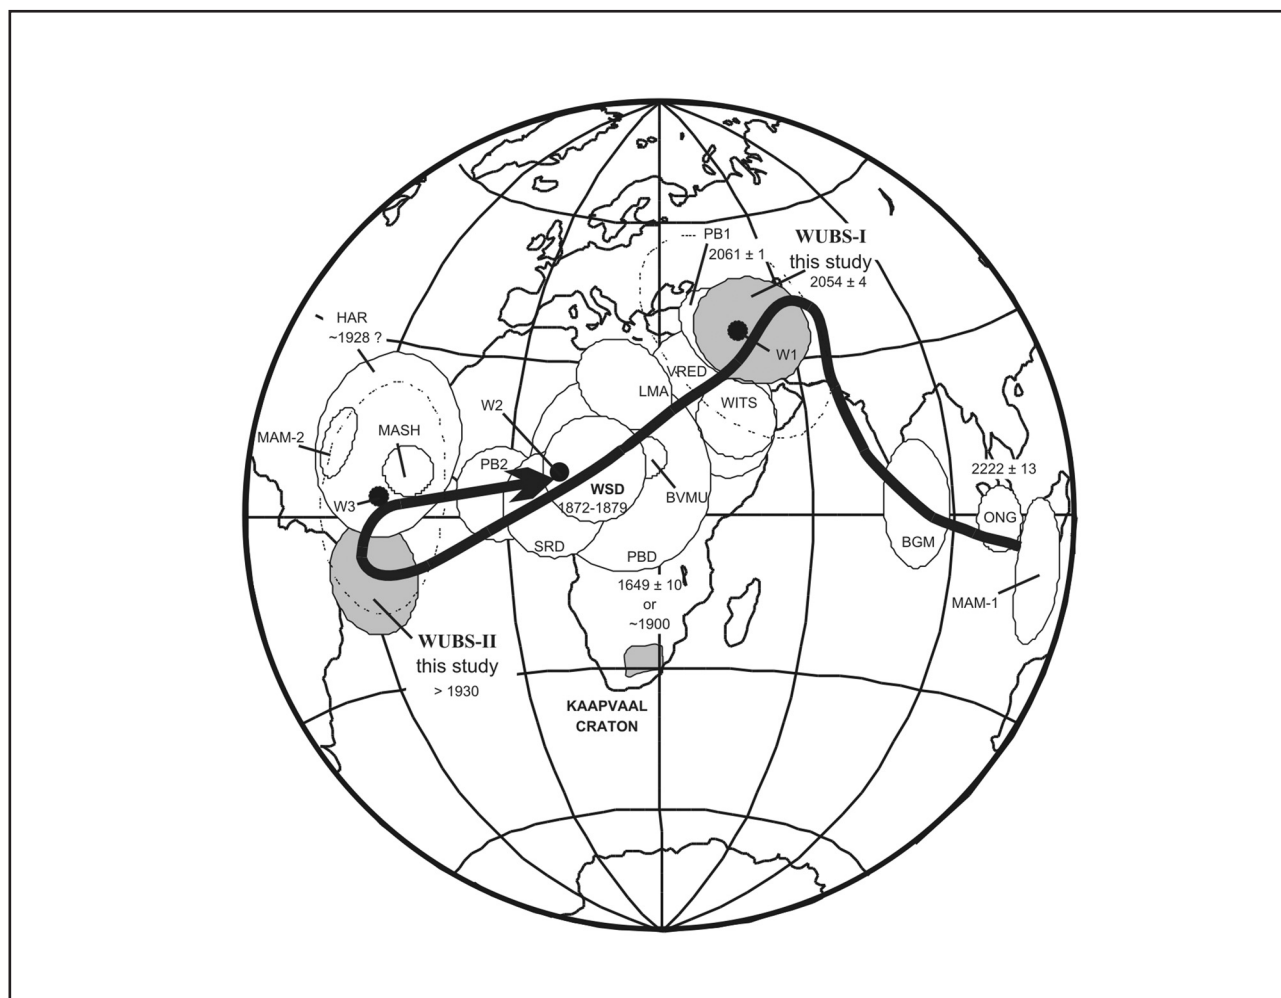 PB1
2061 ± 1
WUBS-I
this study
2054 ± 4
HAR
~1928 ?
W1
VRED
LMA
WITS
W2
MAM-2
MASH
PB2
W3
WSD
1872-1879
BVMU
2222 ± 13
ONG
BGM
SRD
PBD
1649 ± 10
or
~1900
MAM-1
WUBS-II
this study
> 1930
KAAPVAAL
CRATON